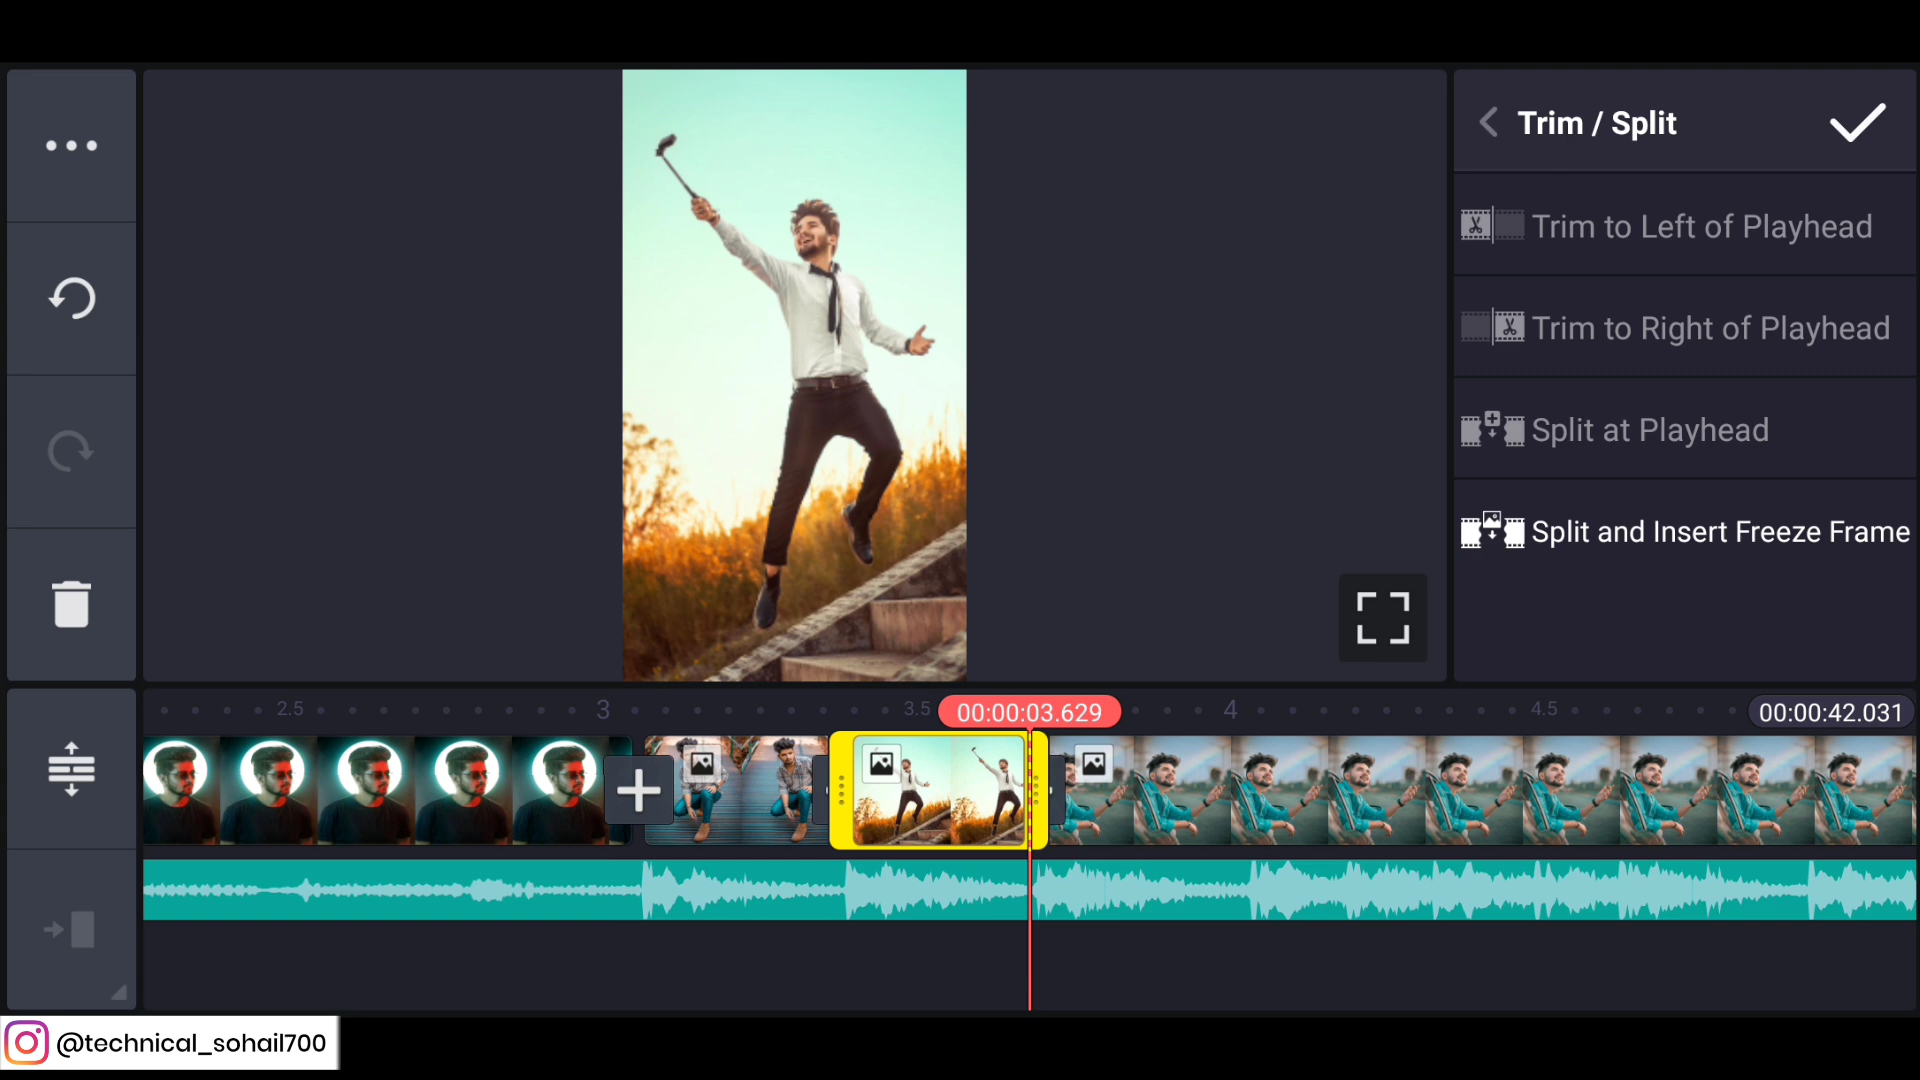 Trim / Split
Trim to Left of Playhead
Trim to Right of Playhead
Split at Playhead
Split and Insert Freeze Frame
2.5
3
3.5
00:00:03.629
4
4.5
00:00:42.031
@technical_sohail700